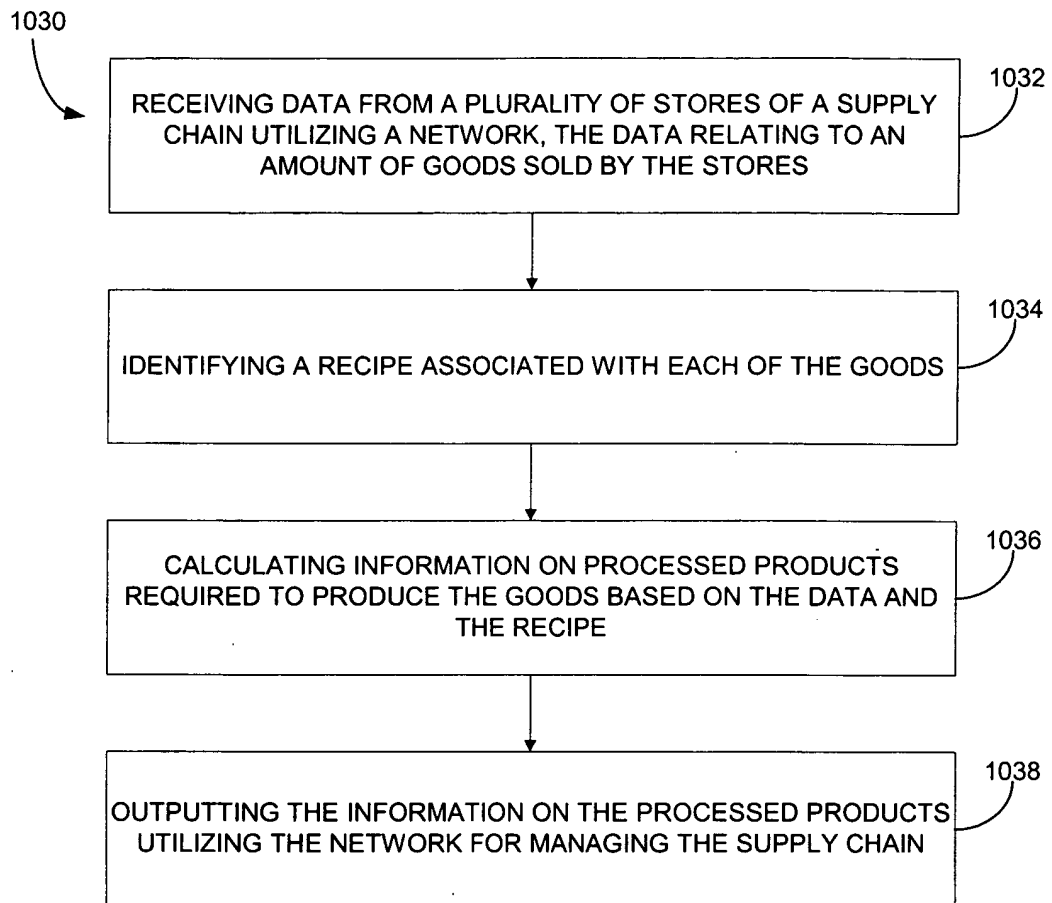 1030
1032
RECEIVING DATA FROM A PLURALITY OF STORES OF A SUPPLY
CHAIN UTILIZING A NETWORK, THE DATA RELATING TO AN
AMOUNT OF GOODS SOLD BY THE STORES
1034
IDENTIFYING A RECIPE ASSOCIATED WITH EACH OF THE GOODS
1036
CALCULATING INFORMATION ON PROCESSED PRODUCTS
REQUIRED TO PRODUCE THE GOODS BASED ON THE DATA AND
THE RECIPE
1038
OUTPUTTING THE INFORMATION ON THE PROCESSED PRODUCTS
UTILIZING THE NETWORK FOR MANAGING THE SUPPLY CHAIN